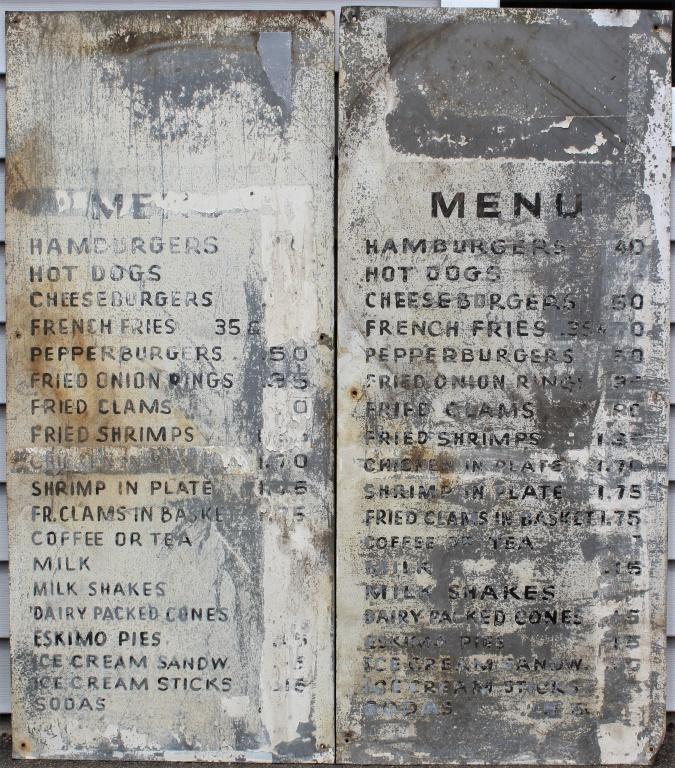 MENU
HAMBURGERS
HOT DOGS
CHEESEBURGERS
FRENCH FRIES 35¢
PEPPERBURGERS .50
FRIED ONION RINGS .35
FRIED CLAMS
FRIED SHRIMPS
1.70
SHRIMP IN PLATE
FR. CLAMS IN BASKET
COFFEE OR TEA
MILK
MILK SHAKES
DAIRY PACKED CONES
ESKIMO PIES
ICE CREAM SANDW.
ICE CREAM STICKS .15
SODAS
MENU
HAMBURGERS 40
HOT DOGS
CHEESEBURGERS 50
FRENCH FRIES .35 & 70
PEPPERBURGERS 50
FRIED ONION RINGS
FRIED CLAMS
FRIED SHRIMPS
CHICKEN IN PLATE 1.70
SHRIMP IN PLATE 1.75
FRIED CLAMS IN BASKET 1.75
COFFEE OR TEA
MILK .15
MILK SHAKES
DAIRY PACKED CONES .15
ESKIMO PIES 15
ICE CREAM SANDW.
ICE CREAM STICKS
SODAS